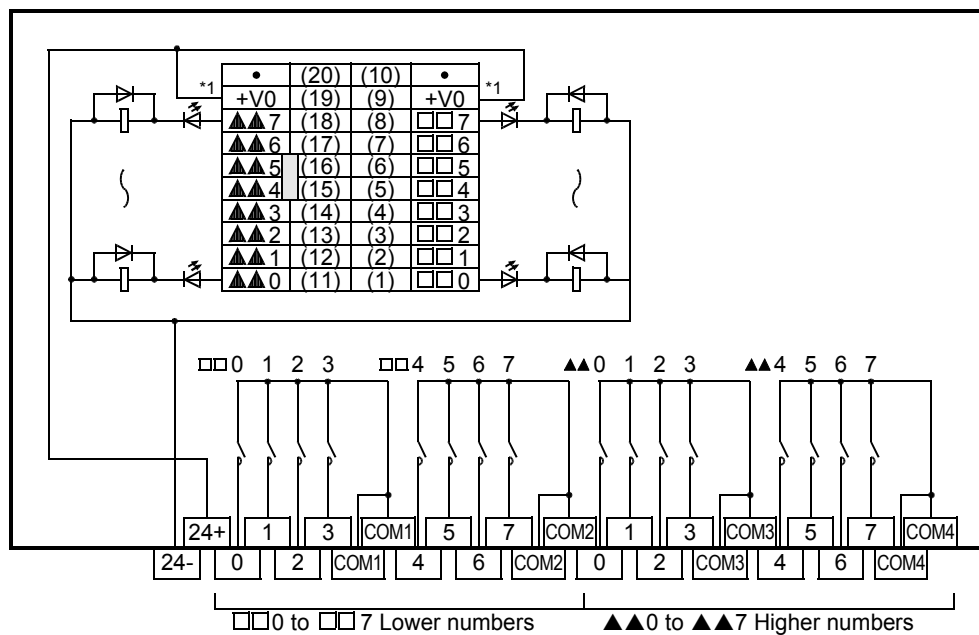 • (20) (10) •
*1 +V0 (19) (9) +V0 *1
▲▲7 (18) (8) □□7
▲▲6 (17) (7) □□6
▲▲5 (16) (6) □□5
▲▲4 (15) (5) □□4
▲▲3 (14) (4) □□3
▲▲2 (13) (3) □□2
▲▲1 (12) (2) □□1
▲▲0 (11) (1) □□0
□□0 1 2 3 □□4 5 6 7 ▲▲0 1 2 3 ▲▲4 5 6 7
24+ 1 3 COM1 5 7 COM2 1 3 COM3 5 7 COM4
24- 0 2 COM1 4 6 COM2 0 2 COM3 4 6 COM4
□□0 to □□7 Lower numbers ▲▲0 to ▲▲7 Higher numbers